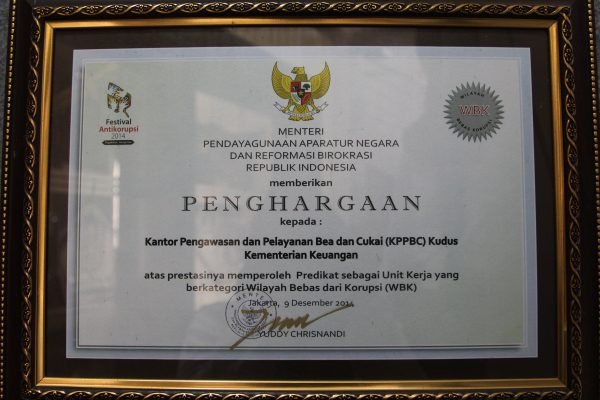 Festival
Antikorupsi
2014
WILAYAH
WBK
BEBAS KORUPSI
MENTERI
PENDAYAGUNAAN APARATUR NEGARA
DAN REFORMASI BIROKRASI
REPUBLIK INDONESIA
memberikan
PENGHARGAAN
kepada :
Kantor Pengawasan dan Pelayanan Bea dan Cukai (KPPBC) Kudus
Kementerian Keuangan
atas prestasinya memperoleh Predikat sebagai Unit Kerja yang
berkategori Wilayah Bebas dari Korupsi (WBK)
Jakarta, 9 Desember 2014
MENTERI
YUDDY CHRISNANDI